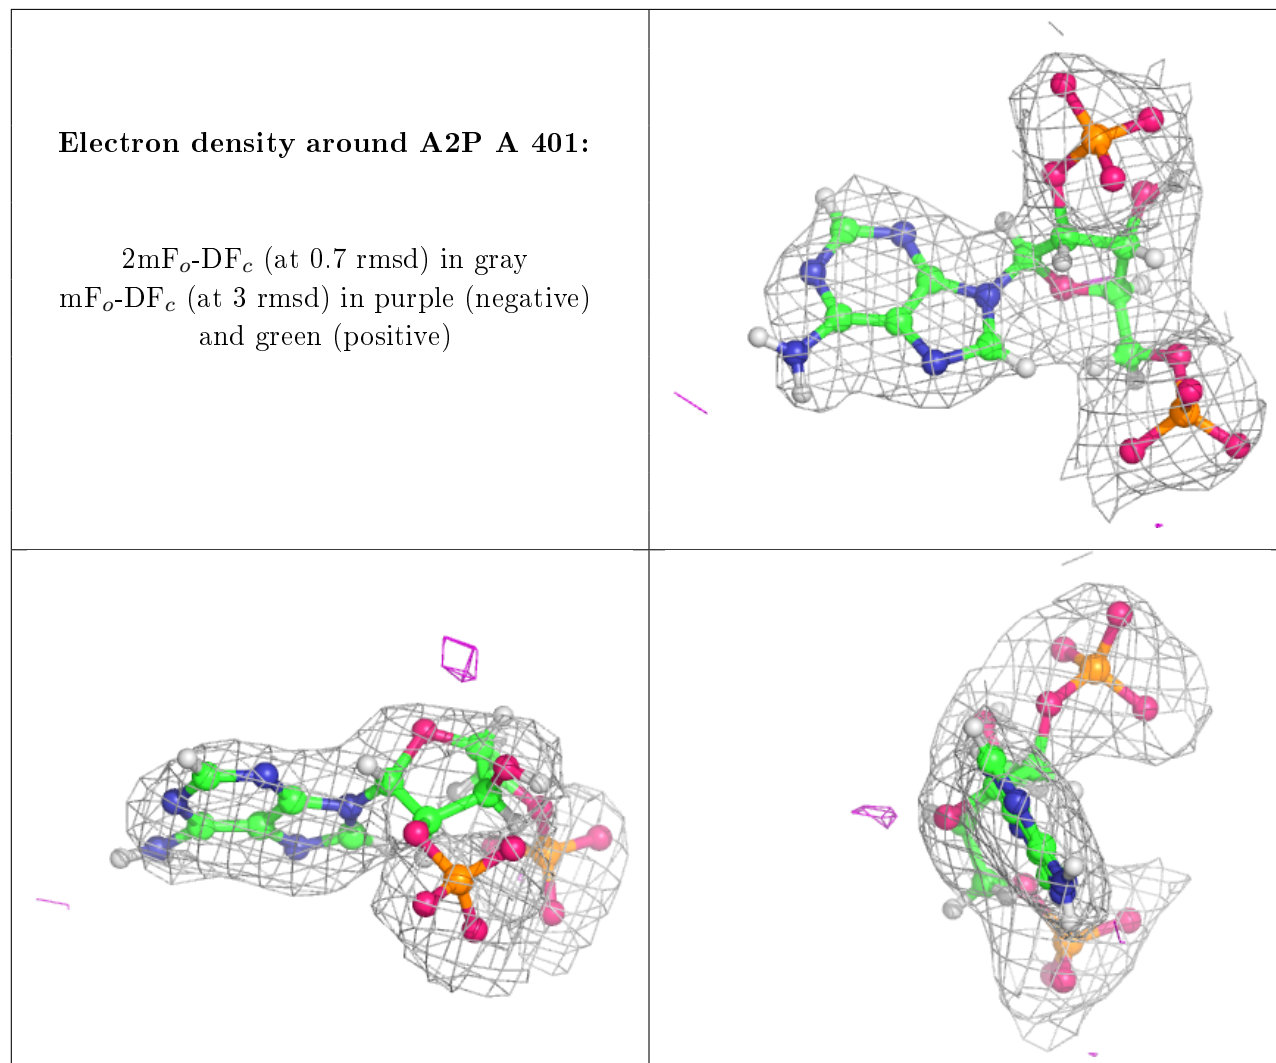 Electron density around A2P A 401:
2mFo-DFc (at 0.7 rmsd) in gray
mFo-DFc (at 3 rmsd) in purple (negative)
and green (positive)